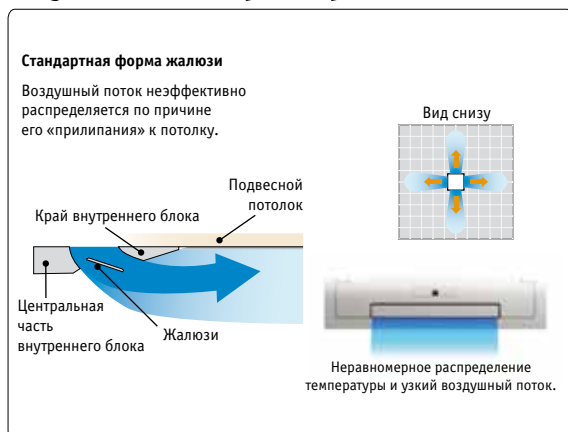 Стандартная форма жалюзи
Воздушный поток неэффективно
распределяется по причине
его «прилипания» к потолку.
Вид снизу
Подвесной
потолок
Край внутреннего блока
Центральная
часть
внутреннего блока
Жалюзи
Неравномерное распределение
температуры и узкий воздушный поток.